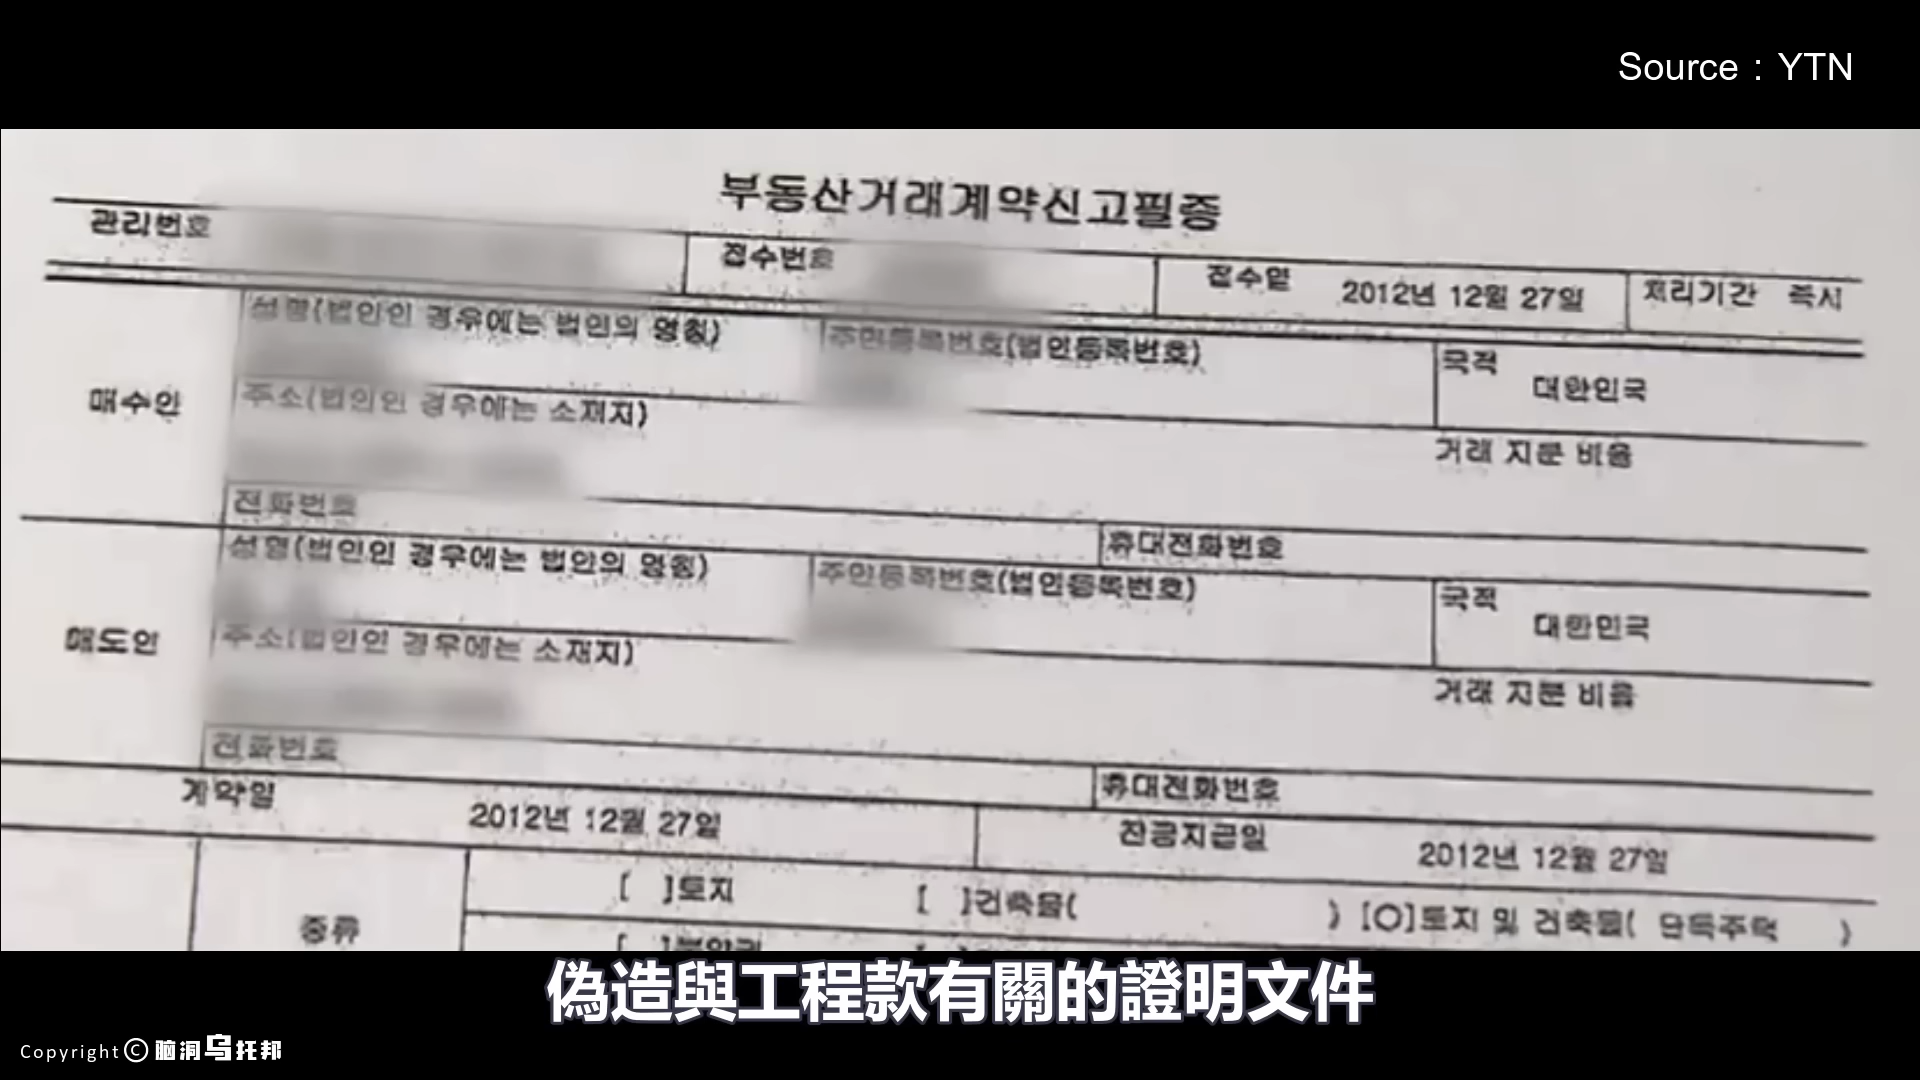 Source : YTN
부동산거래계약신고필증
관리번호 접수번호 접수일 2012년 12월 27일 처리기간 즉시
성명(법인인 경우에는 법인의 명칭) 주민등록번호(법인등록번호) 국적 대한민국
매수인
주소(법인인 경우에는 소재지)
거래 지분 비율
전화번호 휴대전화번호
성명(법인인 경우에는 법인의 명칭) 주민등록번호(법인등록번호) 국적 대한민국
매도인
주소(법인인 경우에는 소재지)
거래 지분 비율
전화번호 휴대전화번호
계약일 2012년 12월 27일 잔금지급일 2012년 12월 27일
종류 [ ]토지 [ ]건축물( ) [O]토지 및 건축물( 단독주택 )
偽造與工程款有關的證明文件
Copyright © 脑洞乌托邦